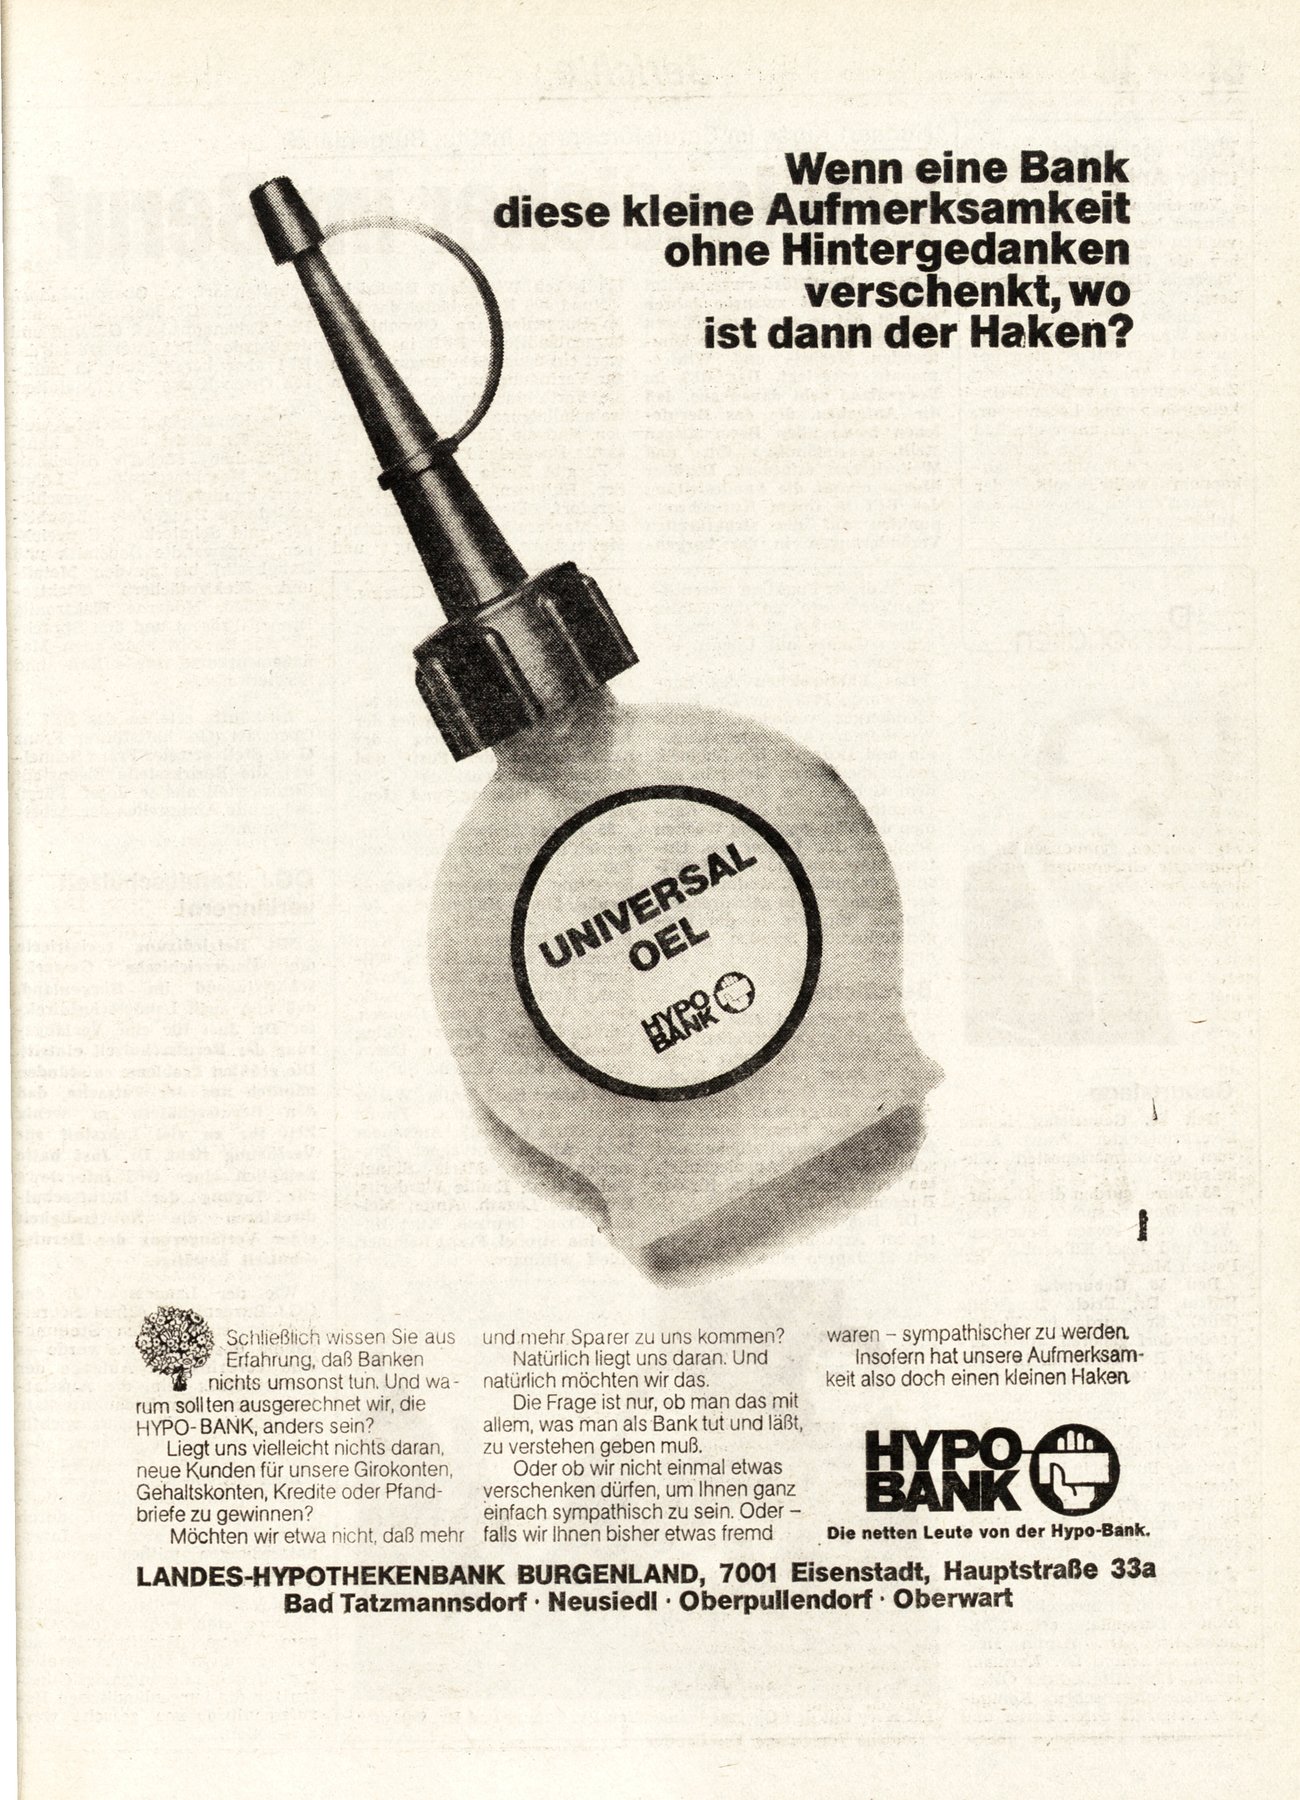 Wenn eine Bank
diese kleine Aufmerksamkeit
ohne Hintergedanken
verschenkt, wo
ist dann der Haken?
UNIVERSAL
OEL
HYPO
BANK
Schließlich wissen Sie aus
Erfahrung, daß Banken
nichts umsonst tun. Und wa-
rum sollten ausgerechnet wir, die
HYPO-BANK, anders sein?
Liegt uns vielleicht nichts daran,
neue Kunden für unsere Girokonten,
Gehaltskonten, Kredite oder Pfand-
briefe zu gewinnen?
Möchten wir etwa nicht, daß mehr
und mehr Sparer zu uns kommen?
Natürlich liegt uns daran. Und
natürlich möchten wir das.
Die Frage ist nur, ob man das mit
allem, was man als Bank tut und läßt,
zu verstehen geben muß.
Oder ob wir nicht einmal etwas
verschenken dürfen, um Ihnen ganz
einfach sympathisch zu sein. Oder –
falls wir Ihnen bisher etwas fremd
waren – sympathischer zu werden.
Insofern hat unsere Aufmerksam-
keit also doch einen kleinen Haken.
HYPO
BANK
Die netten Leute von der Hypo-Bank.
LANDES-HYPOTHEKENBANK BURGENLAND, 7001 Eisenstadt, Hauptstraße 33a
Bad Tatzmannsdorf · Neusiedl · Oberpullendorf · Oberwart